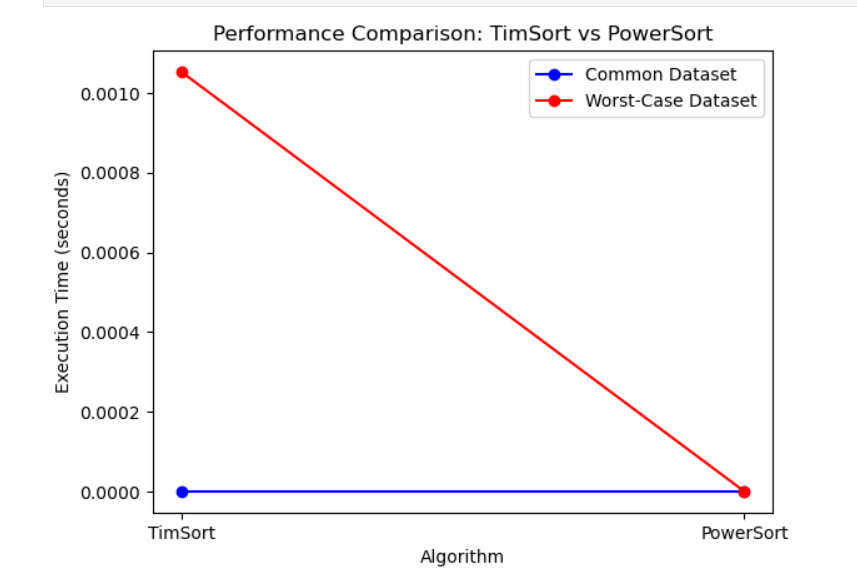 Performance Comparison: TimSort vs PowerSort
Common Dataset
Worst-Case Dataset
0.0010
0.0008
0.0006
0.0004
0.0002
0.0000
Execution Time (seconds)
TimSort
PowerSort
Algorithm